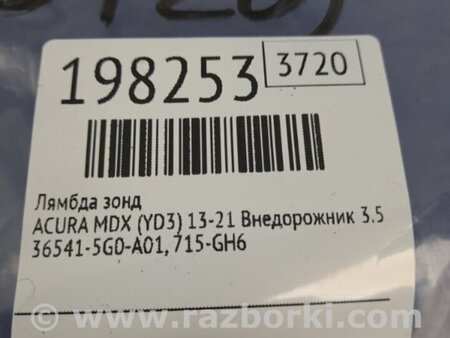 198253
3720
Лямбда зонд
ACURA MDX (YD3) 13-21 Внедорожник 3.5
36541-5G0-A01, 715-GH6
www.razborki.com